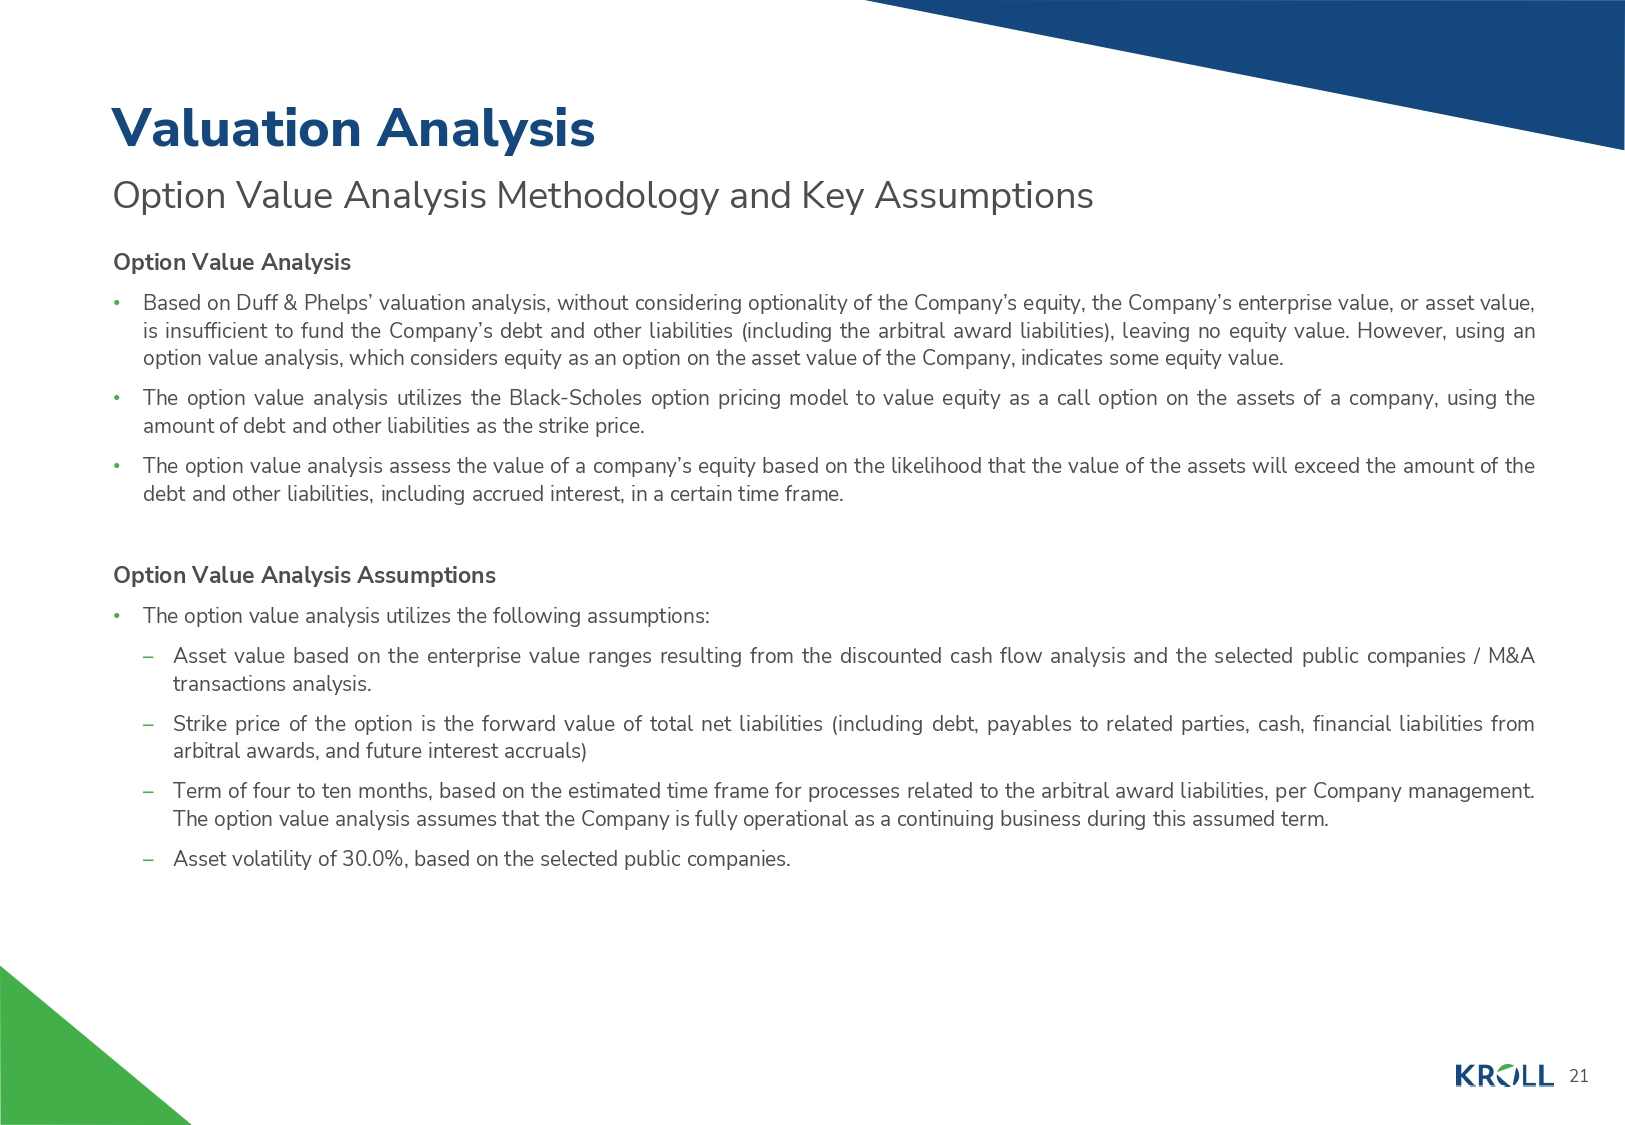 Valuation Analysis
Option Value Analysis Methodology and Key Assumptions
Option Value Analysis
• Based on Duff & Phelps’ valuation analysis, without considering optionality of the Company’s equity, the Company’s enterprise value, or asset value,
is insufficient to fund the Company’s debt and other liabilities (including the arbitral award liabilities), leaving no equity value. However, using an
option value analysis, which considers equity as an option on the asset value of the Company, indicates some equity value.
• The option value analysis utilizes the Black-Scholes option pricing model to value equity as a call option on the assets of a company, using the
amount of debt and other liabilities as the strike price.
• The option value analysis assess the value of a company’s equity based on the likelihood that the value of the assets will exceed the amount of the
debt and other liabilities, including accrued interest, in a certain time frame.
Option Value Analysis Assumptions
• The option value analysis utilizes the following assumptions:
– Asset value based on the enterprise value ranges resulting from the discounted cash flow analysis and the selected public companies / M&A
transactions analysis.
– Strike price of the option is the forward value of total net liabilities (including debt, payables to related parties, cash, financial liabilities from
arbitral awards, and future interest accruals)
– Term of four to ten months, based on the estimated time frame for processes related to the arbitral award liabilities, per Company management.
The option value analysis assumes that the Company is fully operational as a continuing business during this assumed term.
– Asset volatility of 30.0%, based on the selected public companies.
KROLL 21